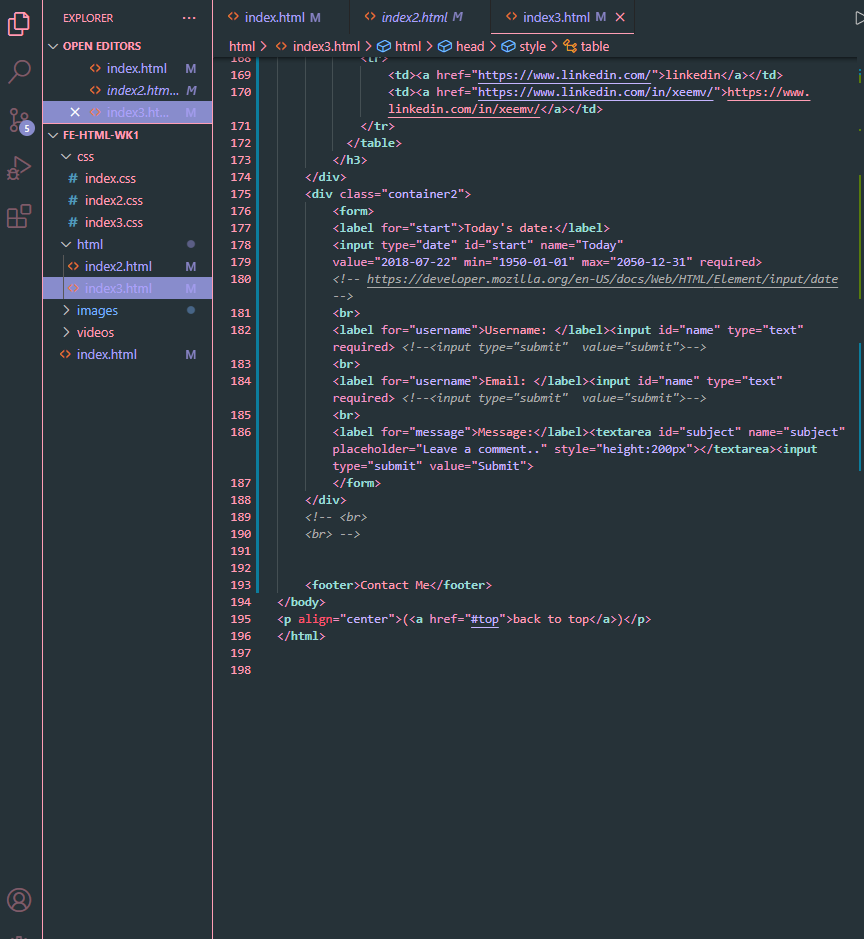 EXPLORER ...
OPEN EDITORS
index.html M
index2.htm... M
index3.ht... M
FE-HTML-WK1
css
# index.css
# index2.css
# index3.css
html
index2.html M
index3.html M
images
videos
index.html M
5
index.html M index2.html M index3.html M
html > index3.html > html > head > style > table
168 <tr>
169 <td><a href="https://www.linkedin.com/">linkedin</a></td>
170 <td><a href="https://www.linkedin.com/in/xeemv/">https://www.
linkedin.com/in/xeemv/</a></td>
171 </tr>
172 </table>
173 </h3>
174 </div>
175 <div class="container2">
176 <form>
177 <label for="start">Today's date:</label>
178 <input type="date" id="start" name="Today"
179 value="2018-07-22" min="1950-01-01" max="2050-12-31" required>
180 <!-- https://developer.mozilla.org/en-US/docs/Web/HTML/Element/input/date
-->
181 <br>
182 <label for="username">Username: </label><input id="name" type="text"
required> <!--<input type="submit"  value="submit">-->
183 <br>
184 <label for="username">Email: </label><input id="name" type="text"
required> <!--<input type="submit"  value="submit">-->
185 <br>
186 <label for="message">Message:</label><textarea id="subject" name="subject"
placeholder="Leave a comment.." style="height:200px"></textarea><input
type="submit" value="Submit">
187 </form>
188 </div>
189 <!-- <br>
190 <br> -->
191
192
193 <footer>Contact Me</footer>
194 </body>
195 <p align="center">(<a href="#top">back to top</a>)</p>
196 </html>
197
198